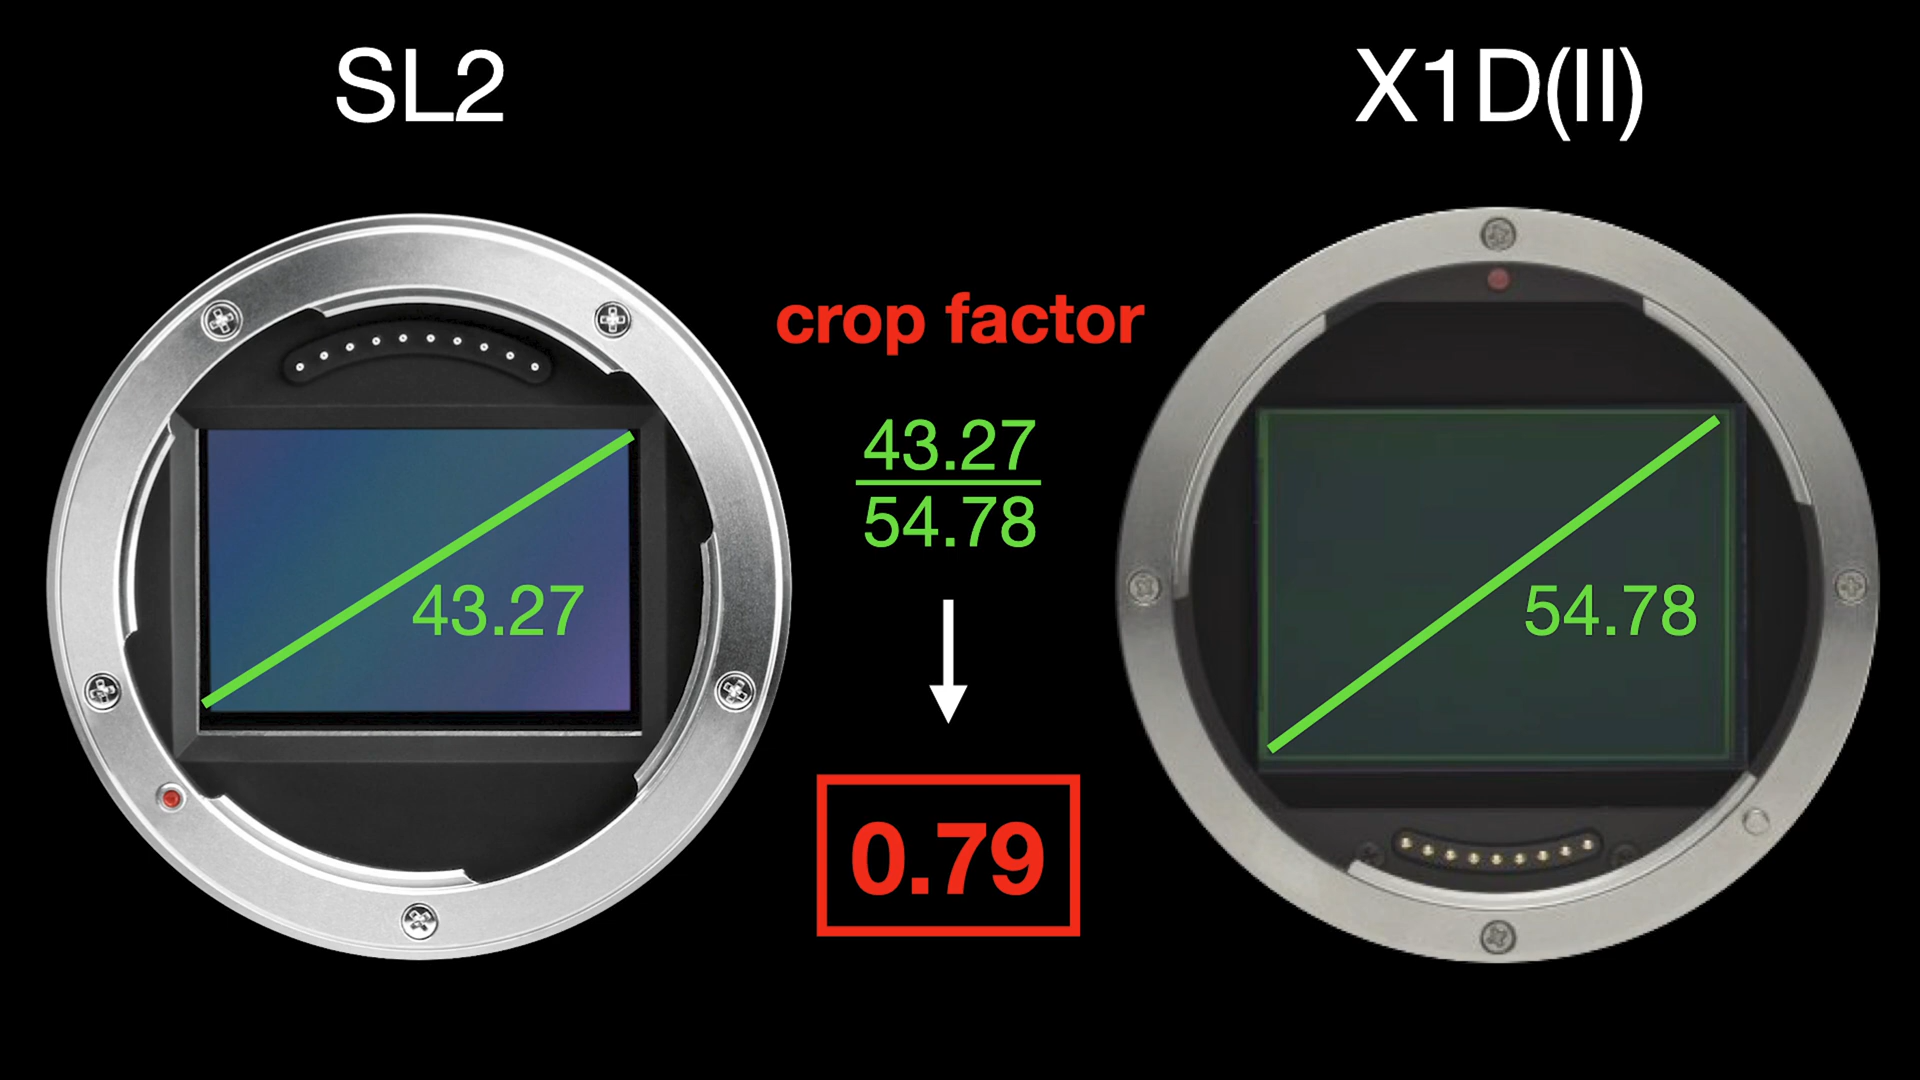 SL2
X1D(II)
crop factor
43.27
54.78
43.27
54.78
0.79